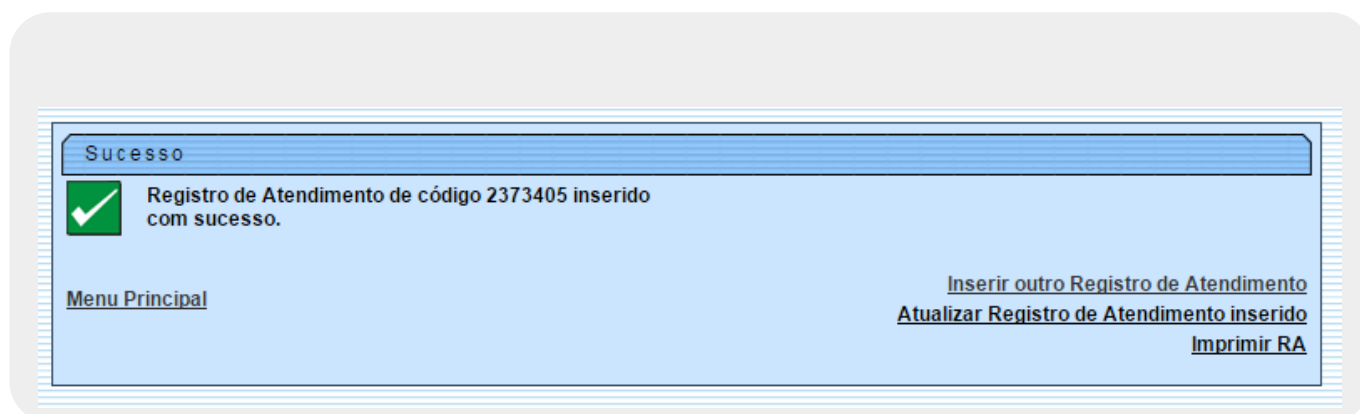 Sucesso
Registro de Atendimento de código 2373405 inserido
com sucesso.
Menu Principal
Inserir outro Registro de Atendimento
Atualizar Registro de Atendimento inserido
Imprimir RA